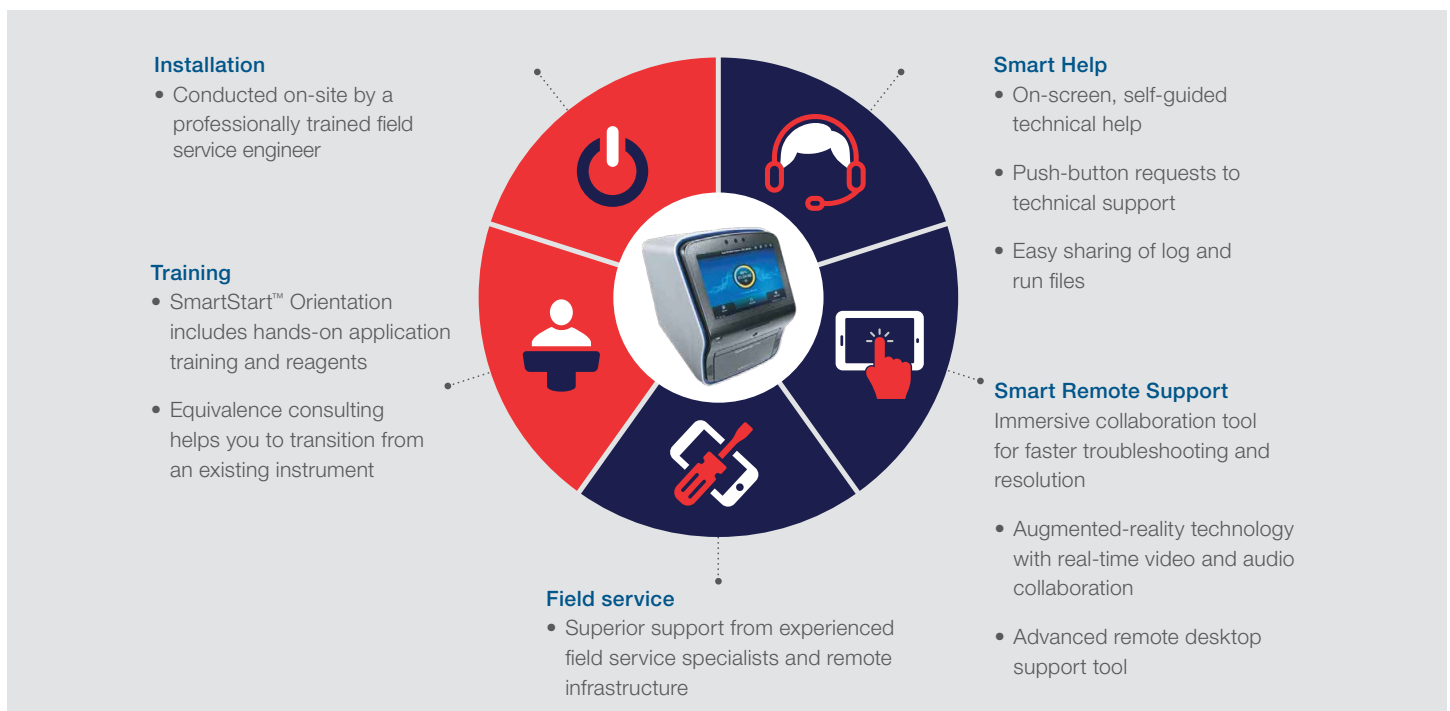 Installation
• Conducted on-site by a
professionally trained field
service engineer
Training
• SmartStart™ Orientation
includes hands-on application
training and reagents
• Equivalence consulting
helps you to transition from
an existing instrument
Field service
• Superior support from experienced
field service specialists and remote
infrastructure
Smart Help
• On-screen, self-guided
technical help
• Push-button requests to
technical support
• Easy sharing of log and
run files
Smart Remote Support
Immersive collaboration tool
for faster troubleshooting and
resolution
• Augmented-reality technology
with real-time video and audio
collaboration
• Advanced remote desktop
support tool